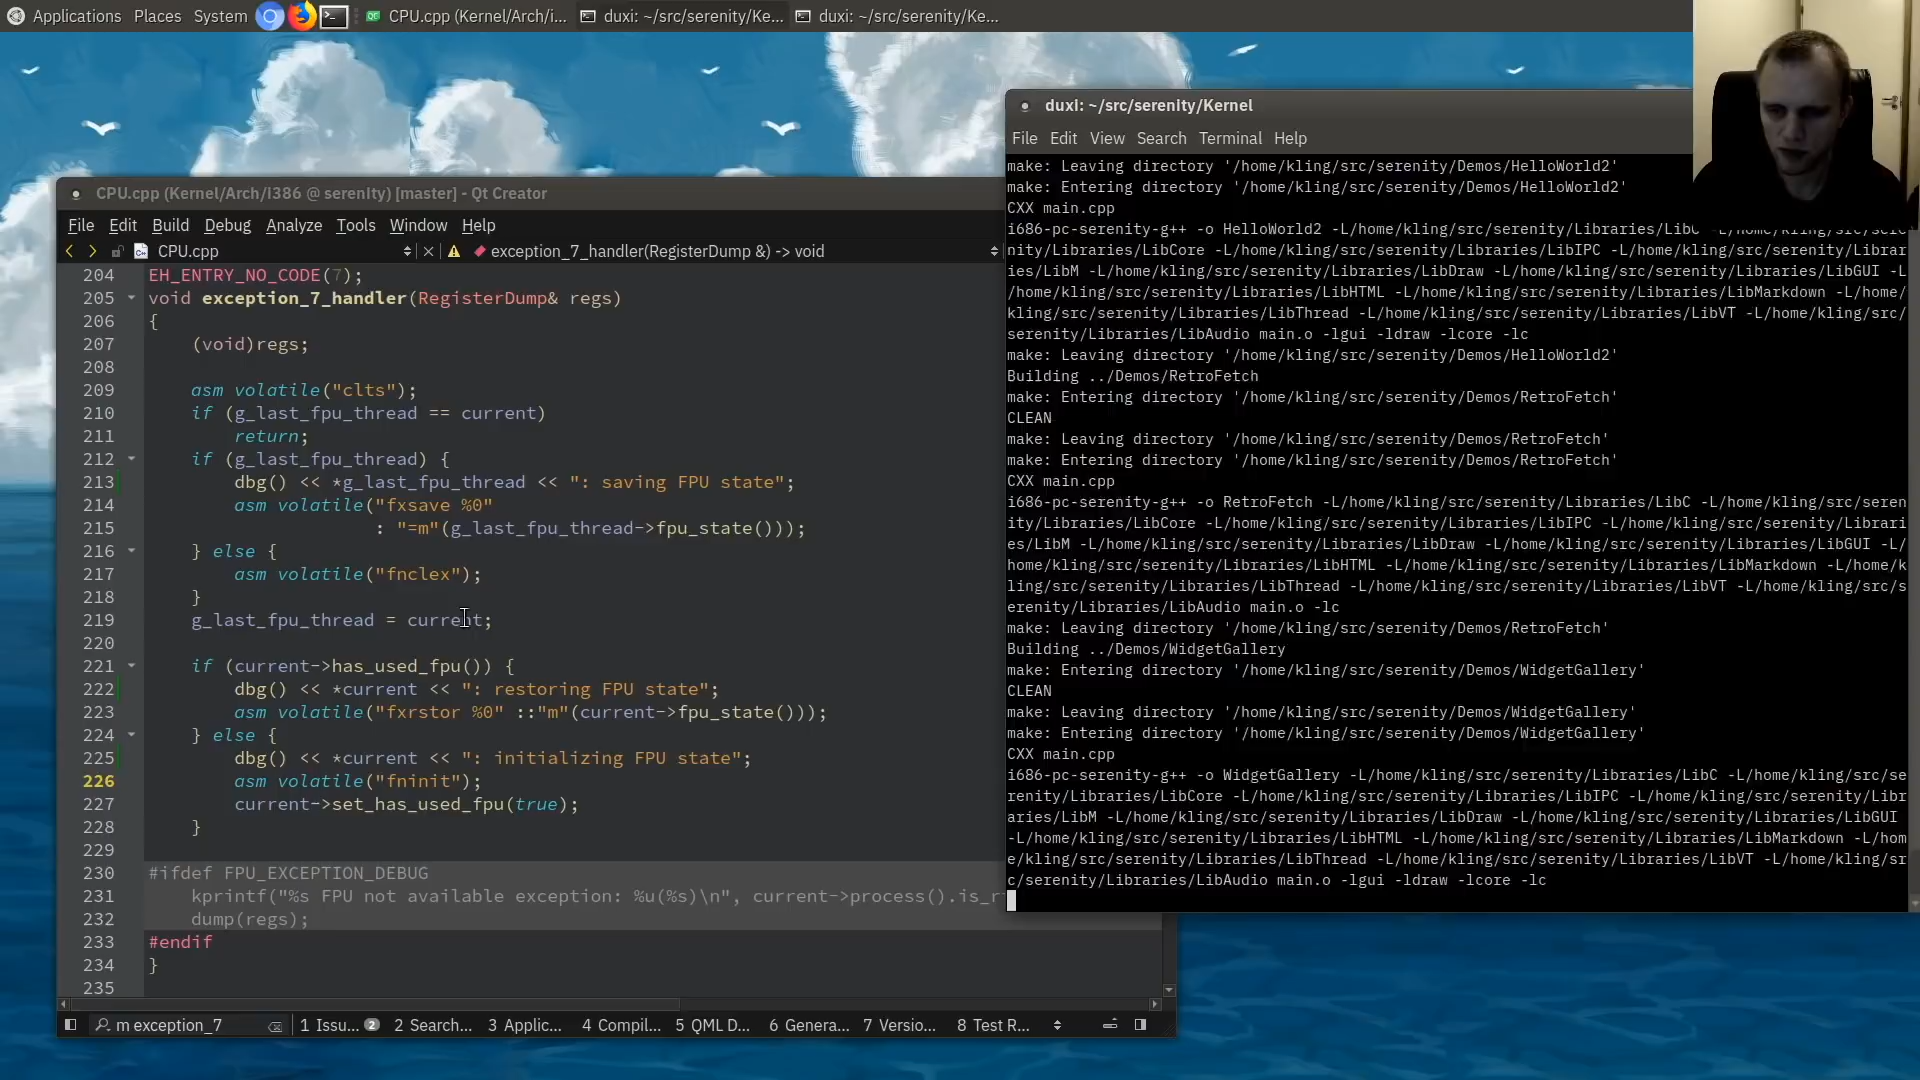 Applications Places System CPU.cpp (Kernel/Arch/i... duxi: ~/src/serenity/Ke... duxi: ~/src/serenity/Ke...
CPU.cpp (Kernel/Arch/i386 @ serenity) [master] - Qt Creator
File Edit Build Debug Analyze Tools Window Help
CPU.cpp exception_7_handler(RegisterDump &) -> void
204 EH_ENTRY_NO_CODE(7);
205 void exception_7_handler(RegisterDump& regs)
206 {
207 (void)regs;
208
209 asm volatile("clts");
210 if (g_last_fpu_thread == current)
211 return;
212 if (g_last_fpu_thread) {
213 dbg() << *g_last_fpu_thread << ": saving FPU state";
214 asm volatile("fxsave %0"
215 : "=m"(g_last_fpu_thread->fpu_state()));
216 } else {
217 asm volatile("fnclex");
218 }
219 g_last_fpu_thread = current;
220
221 if (current->has_used_fpu()) {
222 dbg() << *current << ": restoring FPU state";
223 asm volatile("fxrstor %0" ::"m"(current->fpu_state()));
224 } else {
225 dbg() << *current << ": initializing FPU state";
226 asm volatile("fninit");
227 current->set_has_used_fpu(true);
228 }
229
230 #ifdef FPU_EXCEPTION_DEBUG
231 kprintf("%s FPU not available exception: %u(%s)\n", current->process().is_r
232 dump(regs);
233 #endif
234 }
235
m exception_7 1 Issu... 2 2 Search... 3 Applic... 4 Compil... 5 QML D... 6 Genera... 7 Versio... 8 Test R...
duxi: ~/src/serenity/Kernel
File Edit View Search Terminal Help
make: Leaving directory '/home/kling/src/serenity/Demos/HelloWorld2'
make: Entering directory '/home/kling/src/serenity/Demos/HelloWorld2'
CXX main.cpp
i686-pc-serenity-g++ -o HelloWorld2 -L/home/kling/src/serenity/Libraries/LibC -L/home/kling/src/sere
nity/Libraries/LibCore -L/home/kling/src/serenity/Libraries/LibIPC -L/home/kling/src/serenity/Librar
ies/LibM -L/home/kling/src/serenity/Libraries/LibDraw -L/home/kling/src/serenity/Libraries/LibGUI -L
/home/kling/src/serenity/Libraries/LibHTML -L/home/kling/src/serenity/Libraries/LibMarkdown -L/home/
kling/src/serenity/Libraries/LibThread -L/home/kling/src/serenity/Libraries/LibVT -L/home/kling/src/
serenity/Libraries/LibAudio main.o -lgui -ldraw -lcore -lc
make: Leaving directory '/home/kling/src/serenity/Demos/HelloWorld2'
Building ../Demos/RetroFetch
make: Entering directory '/home/kling/src/serenity/Demos/RetroFetch'
CLEAN
make: Leaving directory '/home/kling/src/serenity/Demos/RetroFetch'
make: Entering directory '/home/kling/src/serenity/Demos/RetroFetch'
CXX main.cpp
i686-pc-serenity-g++ -o RetroFetch -L/home/kling/src/serenity/Libraries/LibC -L/home/kling/src/seren
ity/Libraries/LibCore -L/home/kling/src/serenity/Libraries/LibIPC -L/home/kling/src/serenity/Librari
es/LibM -L/home/kling/src/serenity/Libraries/LibDraw -L/home/kling/src/serenity/Libraries/LibGUI -L/
home/kling/src/serenity/Libraries/LibHTML -L/home/kling/src/serenity/Libraries/LibMarkdown -L/home/k
ling/src/serenity/Libraries/LibThread -L/home/kling/src/serenity/Libraries/LibVT -L/home/kling/src/s
erenity/Libraries/LibAudio main.o -lc
make: Leaving directory '/home/kling/src/serenity/Demos/RetroFetch'
Building ../Demos/WidgetGallery
make: Entering directory '/home/kling/src/serenity/Demos/WidgetGallery'
CLEAN
make: Leaving directory '/home/kling/src/serenity/Demos/WidgetGallery'
make: Entering directory '/home/kling/src/serenity/Demos/WidgetGallery'
CXX main.cpp
i686-pc-serenity-g++ -o WidgetGallery -L/home/kling/src/serenity/Libraries/LibC -L/home/kling/src/se
renity/Libraries/LibCore -L/home/kling/src/serenity/Libraries/LibIPC -L/home/kling/src/serenity/Libr
aries/LibM -L/home/kling/src/serenity/Libraries/LibDraw -L/home/kling/src/serenity/Libraries/LibGUI
-L/home/kling/src/serenity/Libraries/LibHTML -L/home/kling/src/serenity/Libraries/LibMarkdown -L/hom
e/kling/src/serenity/Libraries/LibThread -L/home/kling/src/serenity/Libraries/LibVT -L/home/kling/sr
c/serenity/Libraries/LibAudio main.o -lgui -ldraw -lcore -lc